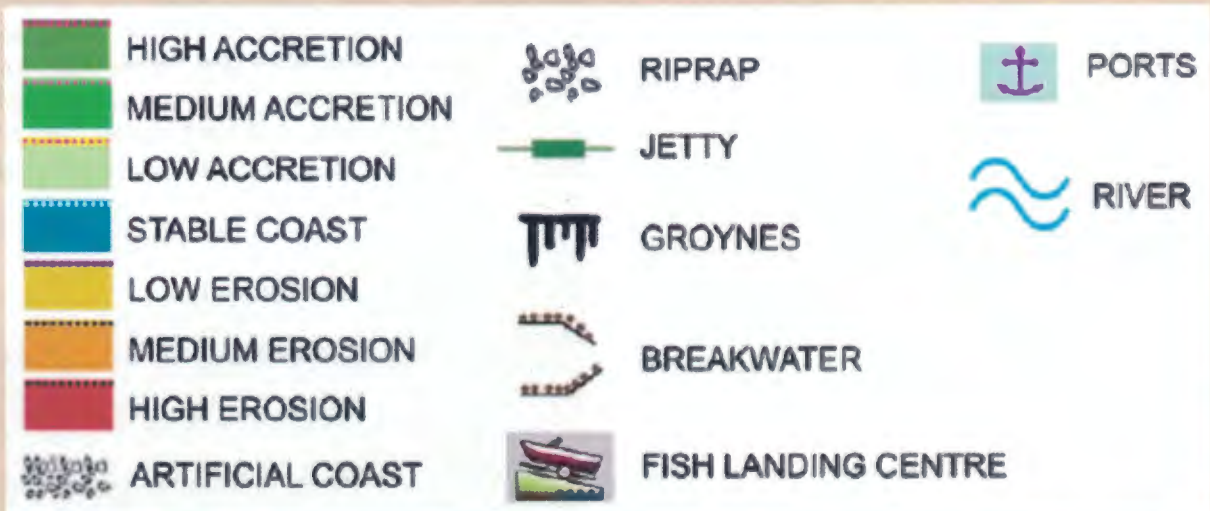 HIGH ACCRETION
MEDIUM ACCRETION
LOW ACCRETION
STABLE COAST
LOW EROSION
MEDIUM EROSION
HIGH EROSION
ARTIFICIAL COAST
RIPRAP
JETTY
GROYNES
BREAKWATER
FISH LANDING CENTRE
PORTS
RIVER